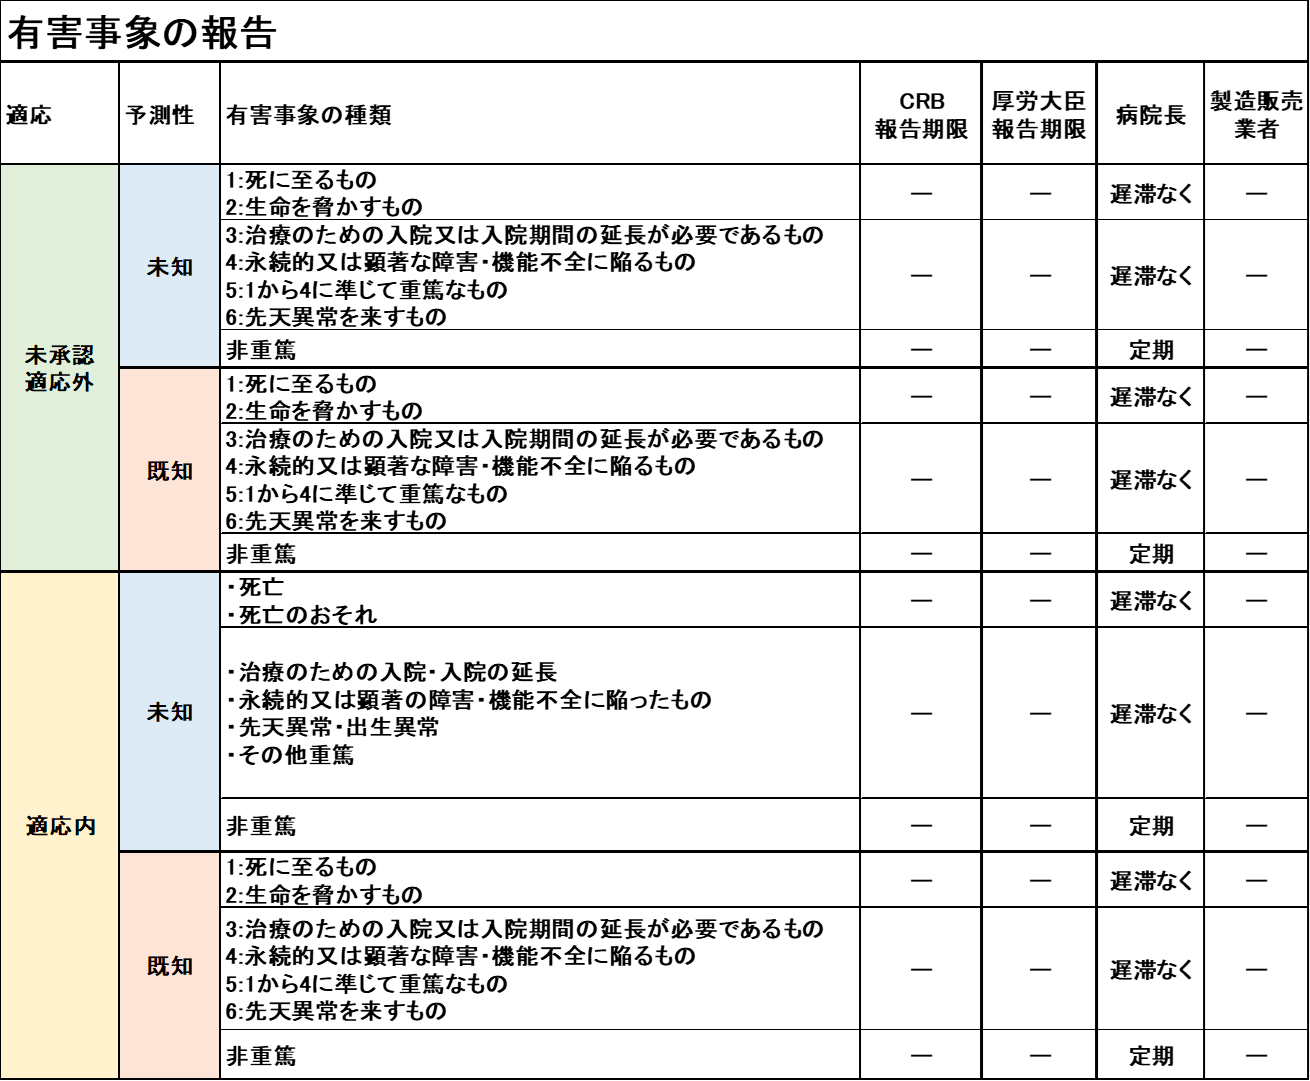 有害事象の報告
適応 予測性 有害事象の種類 CRB 報告期限 厚労大臣 報告期限 病院長 製造販売 業者
未承認
適応外
未知
1:死に至るもの
2:生命を脅かすもの
― ― 遅滞なく ―
3:治療のための入院又は入院期間の延長が必要であるもの
4:永続的又は顕著な障害・機能不全に陥るもの
5:1から4に準じて重篤なもの
6:先天異常を来すもの
― ― 遅滞なく ―
非重篤 ― ― 定期 ―
既知
1:死に至るもの
2:生命を脅かすもの
― ― 遅滞なく ―
3:治療のための入院又は入院期間の延長が必要であるもの
4:永続的又は顕著な障害・機能不全に陥るもの
5:1から4に準じて重篤なもの
6:先天異常を来すもの
― ― 遅滞なく ―
非重篤 ― ― 定期 ―
適応内
未知
・死亡
・死亡のおそれ
― ― 遅滞なく ―
・治療のための入院・入院の延長
・永続的又は顕著の障害・機能不全に陥ったもの
・先天異常・出生異常
・その他重篤
― ― 遅滞なく ―
非重篤 ― ― 定期 ―
既知
1:死に至るもの
2:生命を脅かすもの
― ― 遅滞なく ―
3:治療のための入院又は入院期間の延長が必要であるもの
4:永続的又は顕著な障害・機能不全に陥るもの
5:1から4に準じて重篤なもの
6:先天異常を来すもの
― ― 遅滞なく ―
非重篤 ― ― 定期 ―